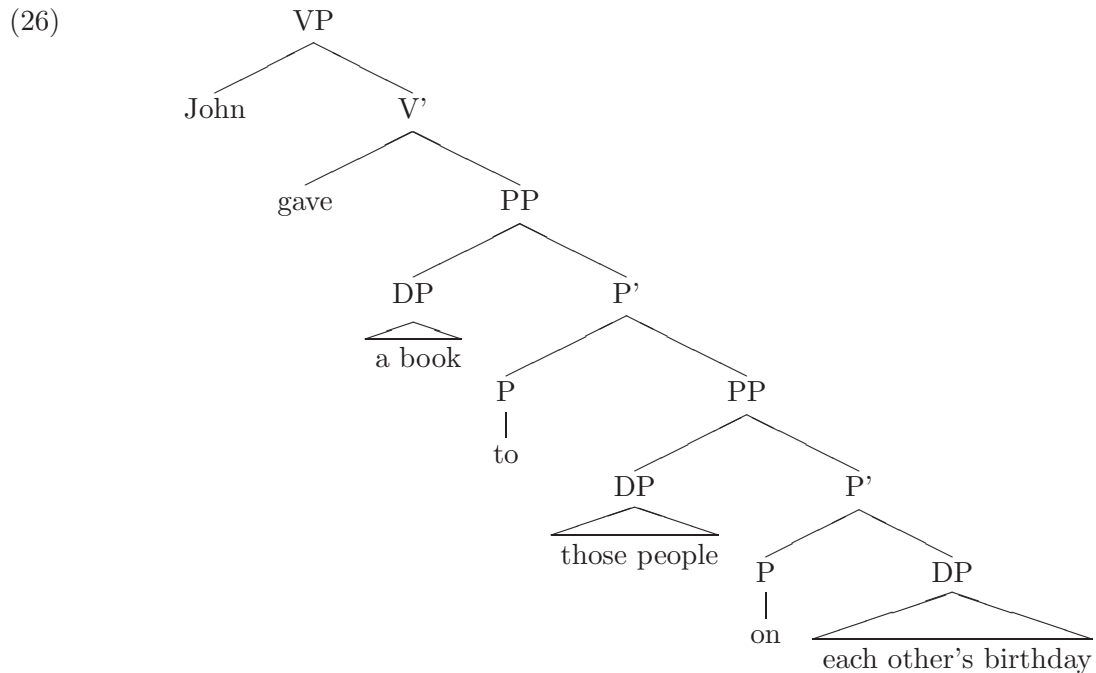 (26) VP
John V'
gave PP
DP P'
a book
P PP
to
DP P'
those people
P DP
on
each other's birthday